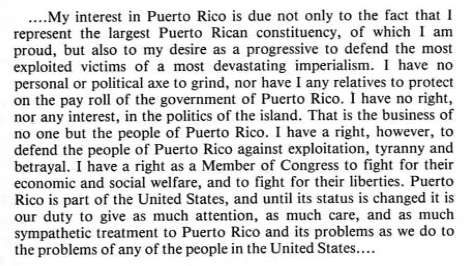 ....My interest in Puerto Rico is due not only to the fact that I
represent the largest Puerto Rican constituency, of which I am
proud, but also to my desire as a progressive to defend the most
exploited victims of a most devastating imperialism. I have no
personal or political axe to grind, nor have I any relatives to protect
on the pay roll of the government of Puerto Rico. I have no right,
nor any interest, in the politics of the island. That is the business of
no one but the people of Puerto Rico. I have a right, however, to
defend the people of Puerto Rico against exploitation, tyranny and
betrayal. I have a right as a Member of Congress to fight for their
economic and social welfare, and to fight for their liberties. Puerto
Rico is part of the United States, and until its status is changed it is
our duty to give as much attention, as much care, and as much
sympathetic treatment to Puerto Rico and its problems as we do to
the problems of any of the people in the United States....